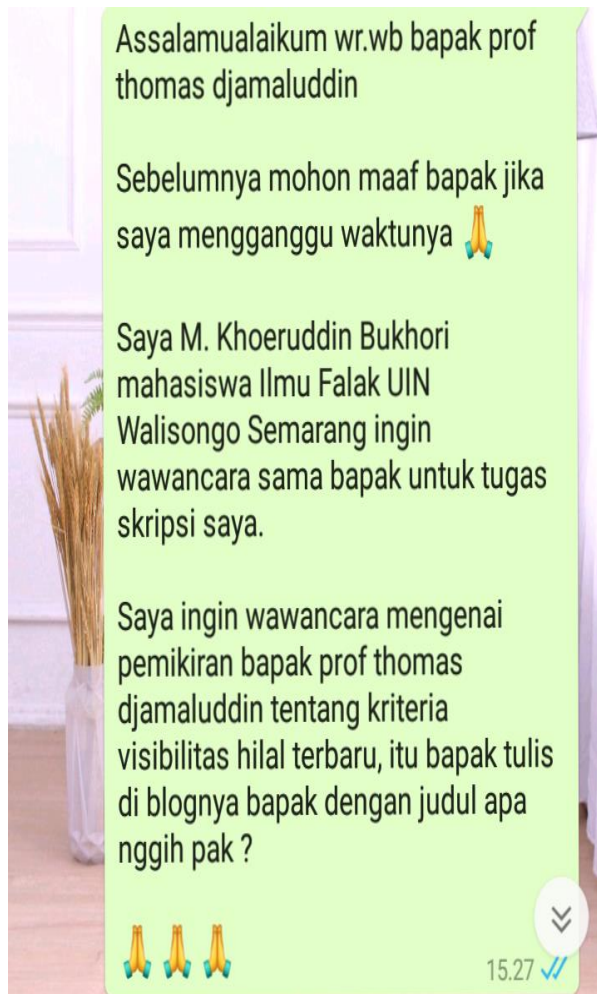 Assalamualaikum wr.wb bapak prof
thomas djamaluddin
Sebelumnya mohon maaf bapak jika
saya mengganggu waktunya 🙏
Saya M. Khoeruddin Bukhori
mahasiswa Ilmu Falak UIN
Walisongo Semarang ingin
wawancara sama bapak untuk tugas
skripsi saya.
Saya ingin wawancara mengenai
pemikiran bapak prof thomas
djamaluddin tentang kriteria
visibilitas hilal terbaru, itu bapak tulis
di blognya bapak dengan judul apa
nggih pak ?
🙏🙏🙏
15.27